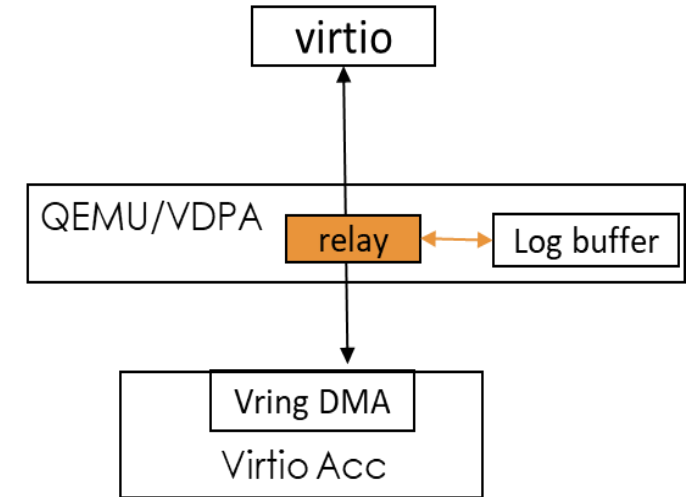 virtio
QEMU/VDPA
relay
Log buffer
Vring DMA
Virtio Acc